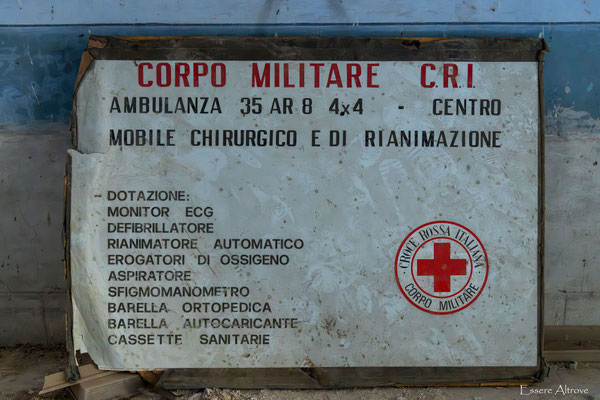 CORPO MILITARE C.R.I.
AMBULANZA 35 AR 8 4x4 - CENTRO
MOBILE CHIRURGICO E DI RIANIMAZIONE
- DOTAZIONE:
MONITOR ECG
DEFIBRILLATORE
RIANIMATORE AUTOMATICO
EROGATORI DI OSSIGENO
ASPIRATORE
SFIGMOMANOMETRO
BARELLA ORTOPEDICA
BARELLA AUTOCARICANTE
CASSETTE SANITARIE
CROCE ROSSA ITALIANA
CORPO MILITARE
Essere Altrove